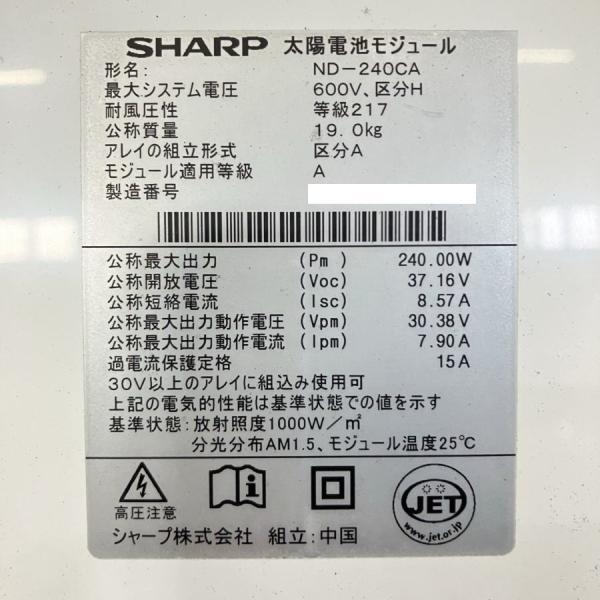 SHARP 太陽電池モジュール
形名: ND-240CA
最大システム電圧 600V、区分H
耐風圧性 等級217
公称質量 19.0kg
アレイの組立形式 区分A
モジュール適用等級 A
製造番号
公称最大出力 (Pm) 240.00W
公称開放電圧 (Voc) 37.16V
公称短絡電流 (Isc) 8.57A
公称最大出力動作電圧 (Vpm) 30.38V
公称最大出力動作電流 (Ipm) 7.90A
過電流保護定格 15A
30V以上のアレイに組込み使用可
上記の電気的性能は基準状態での値を示す
基準状態:放射照度1000W/㎡
分光分布AM1.5、モジュール温度25℃
高圧注意
JET
www.jet.or.jp
シャープ株式会社 組立:中国